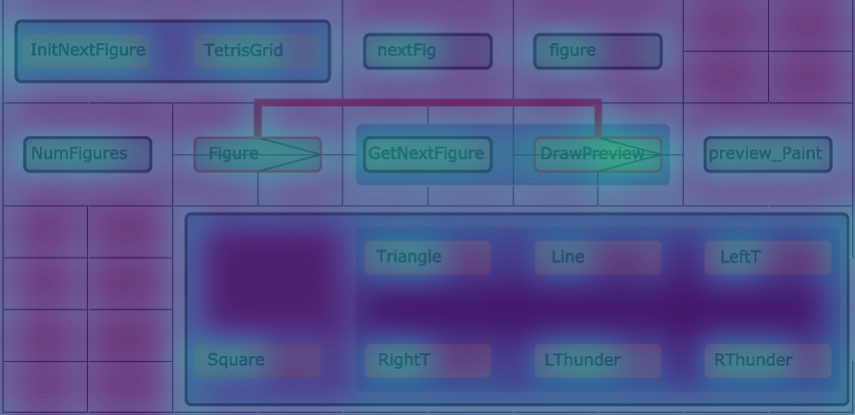 InitNextFigure TetrisGrid nextFig figure
NumFigures Figure GetNextFigure DrawPreview preview_Paint
Triangle Line LeftT
Square RightT LThunder RThunder